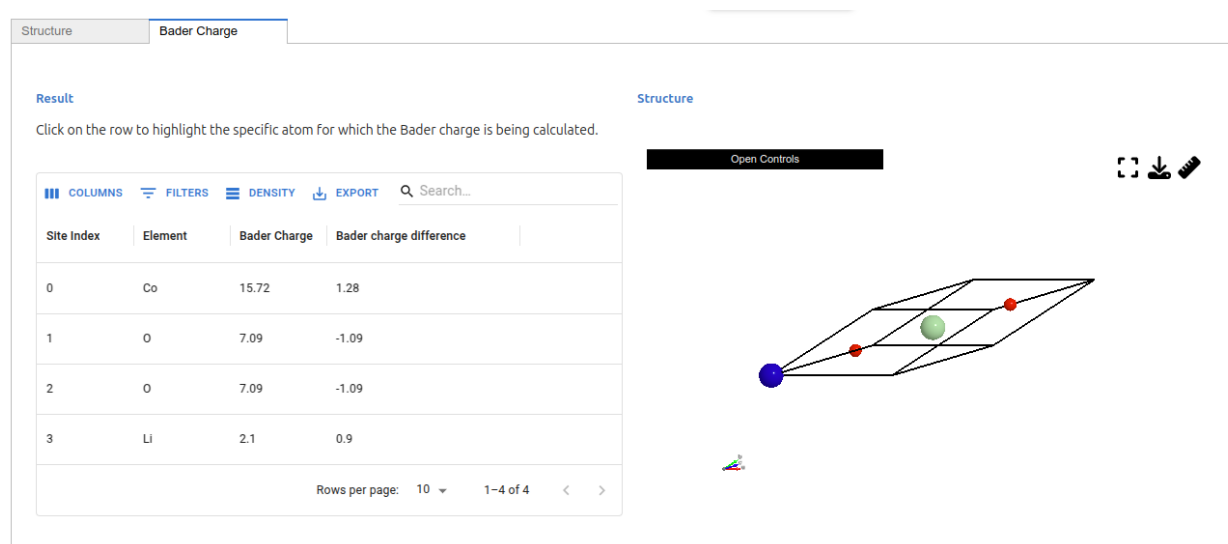 Structure
Bader Charge
Result
Click on the row to highlight the specific atom for which the Bader charge is being calculated.
COLUMNS FILTERS DENSITY EXPORT Search...
Site Index Element Bader Charge Bader charge difference
0 Co 15.72 1.28
1 O 7.09 -1.09
2 O 7.09 -1.09
3 Li 2.1 0.9
Rows per page: 10 1–4 of 4
Structure
Open Controls